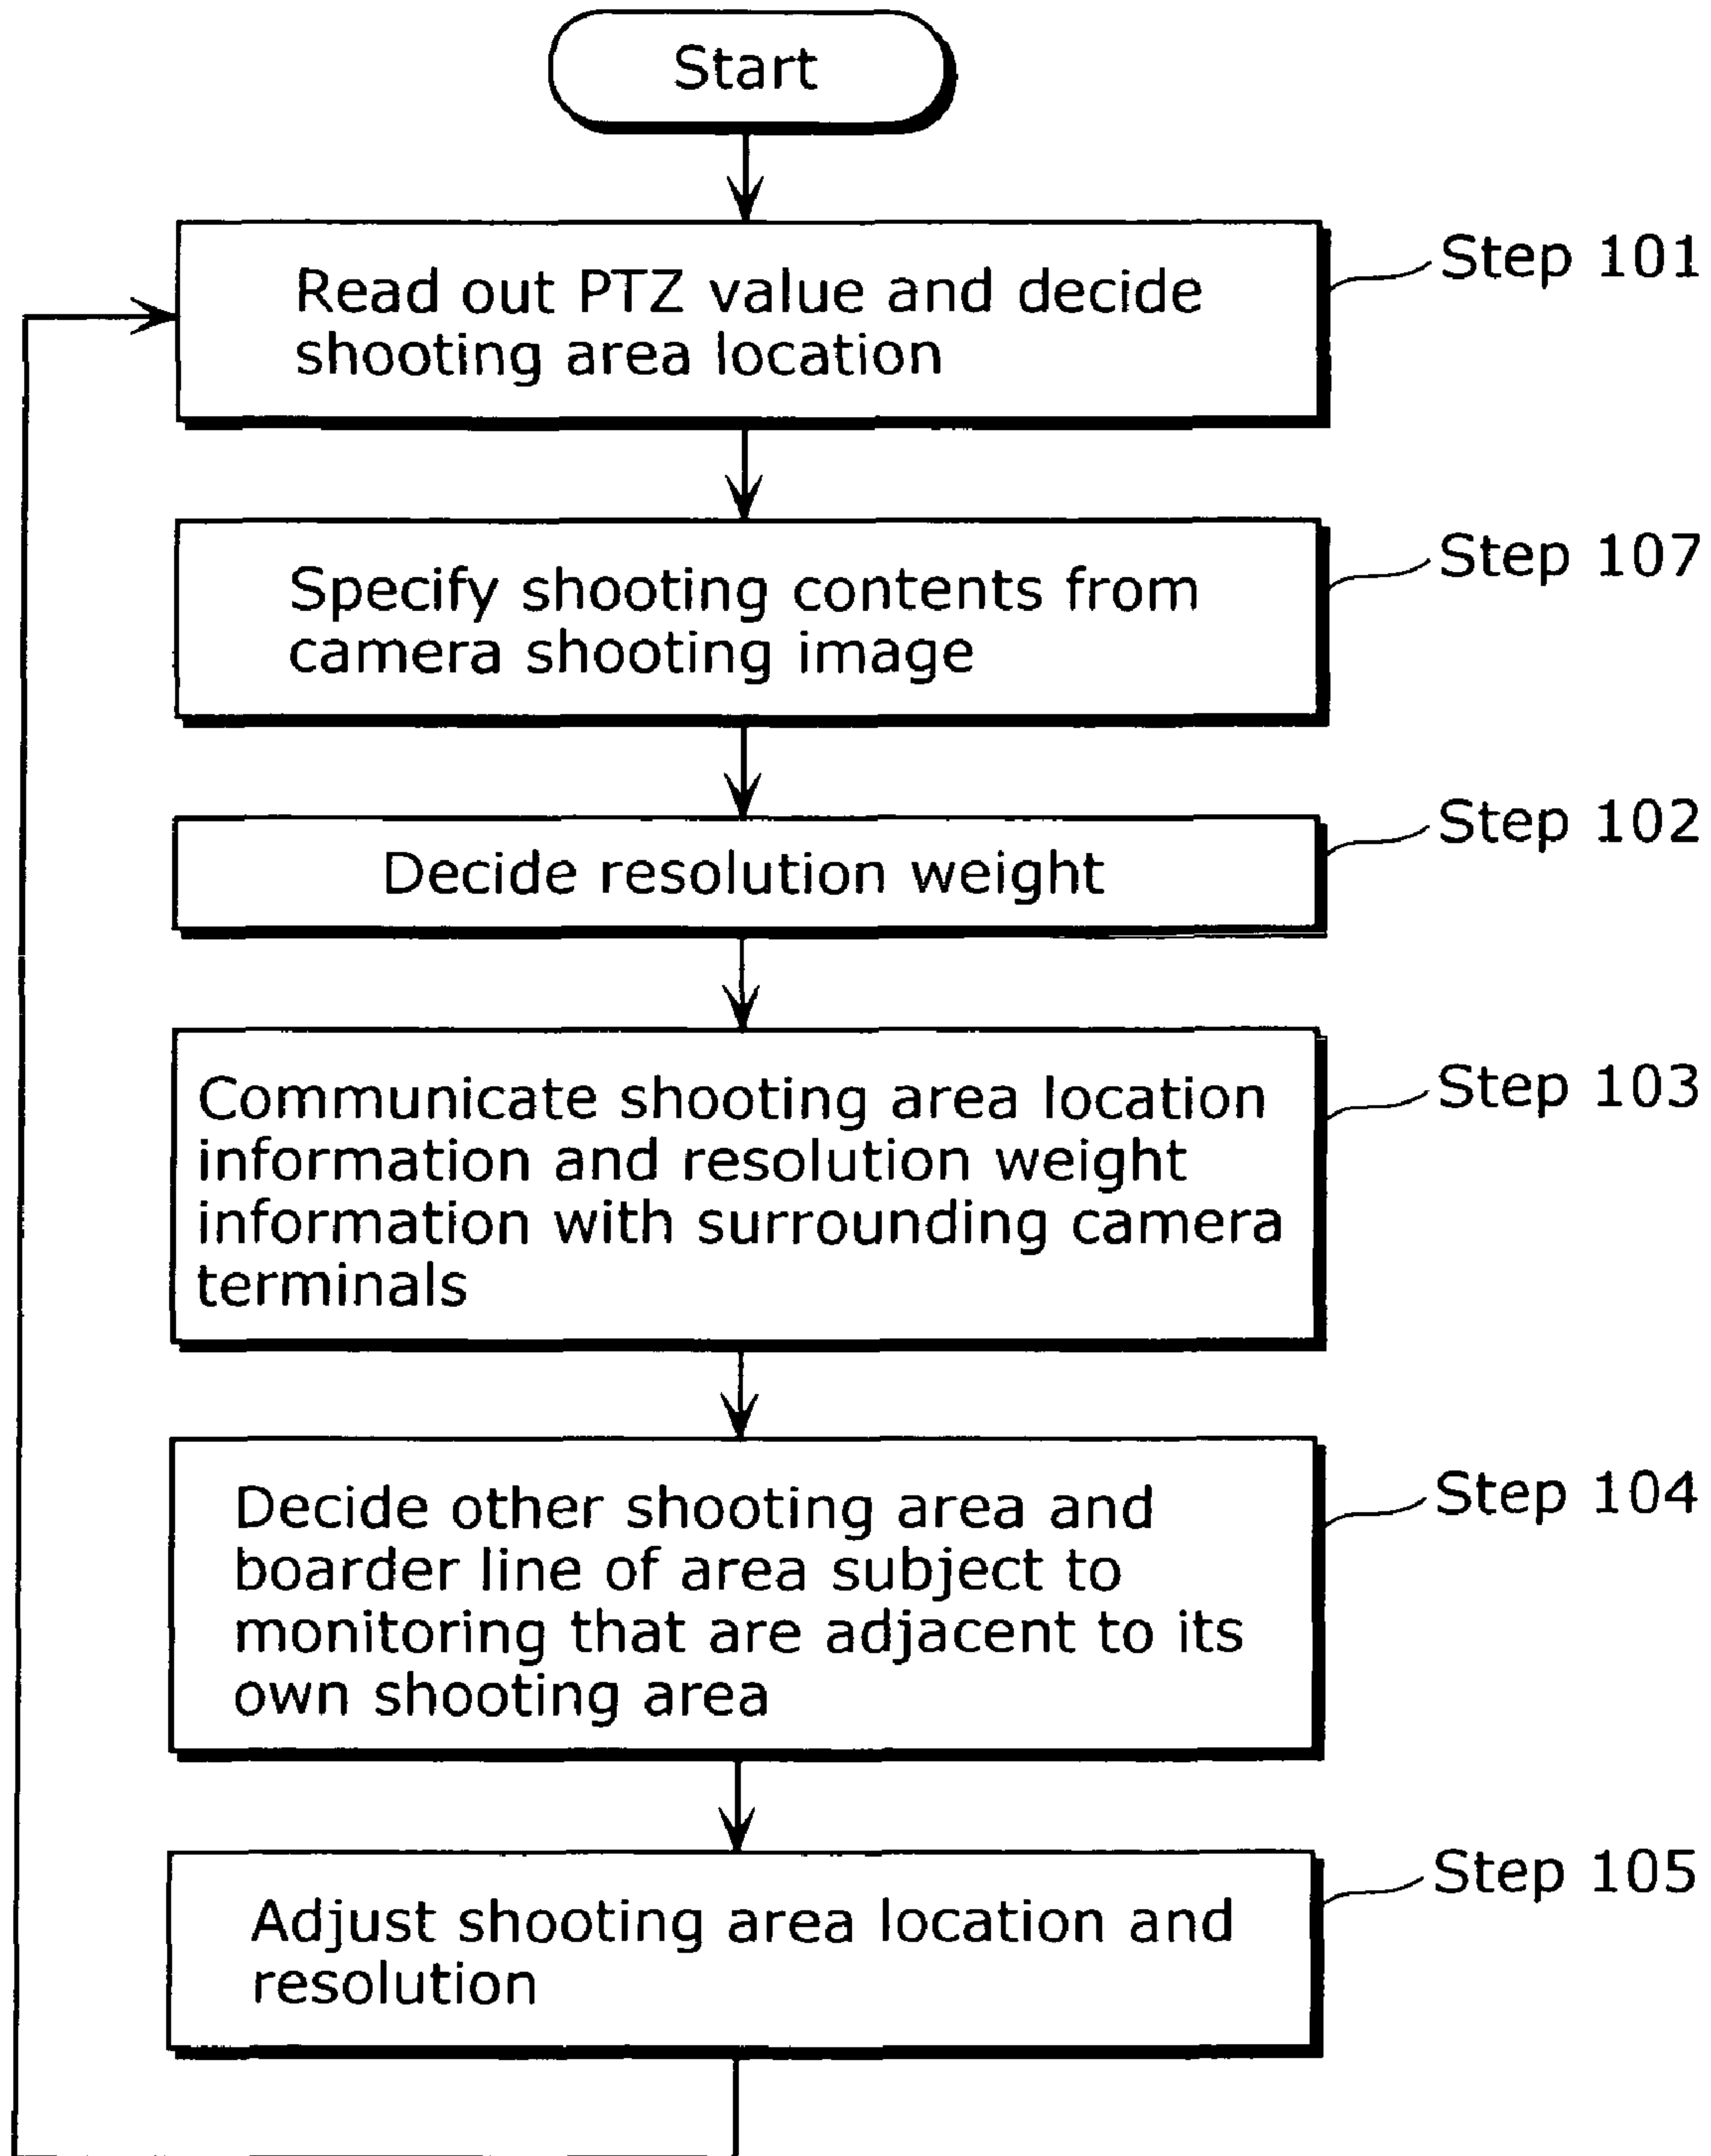 Start
Read out PTZ value and decide
shooting area location
Step 101
Specify shooting contents from
camera shooting image
Step 107
Decide resolution weight
Step 102
Communicate shooting area location
information and resolution weight
information with surrounding camera
terminals
Step 103
Decide other shooting area and
boarder line of area subject to
monitoring that are adjacent to its
own shooting area
Step 104
Adjust shooting area location and
resolution
Step 105